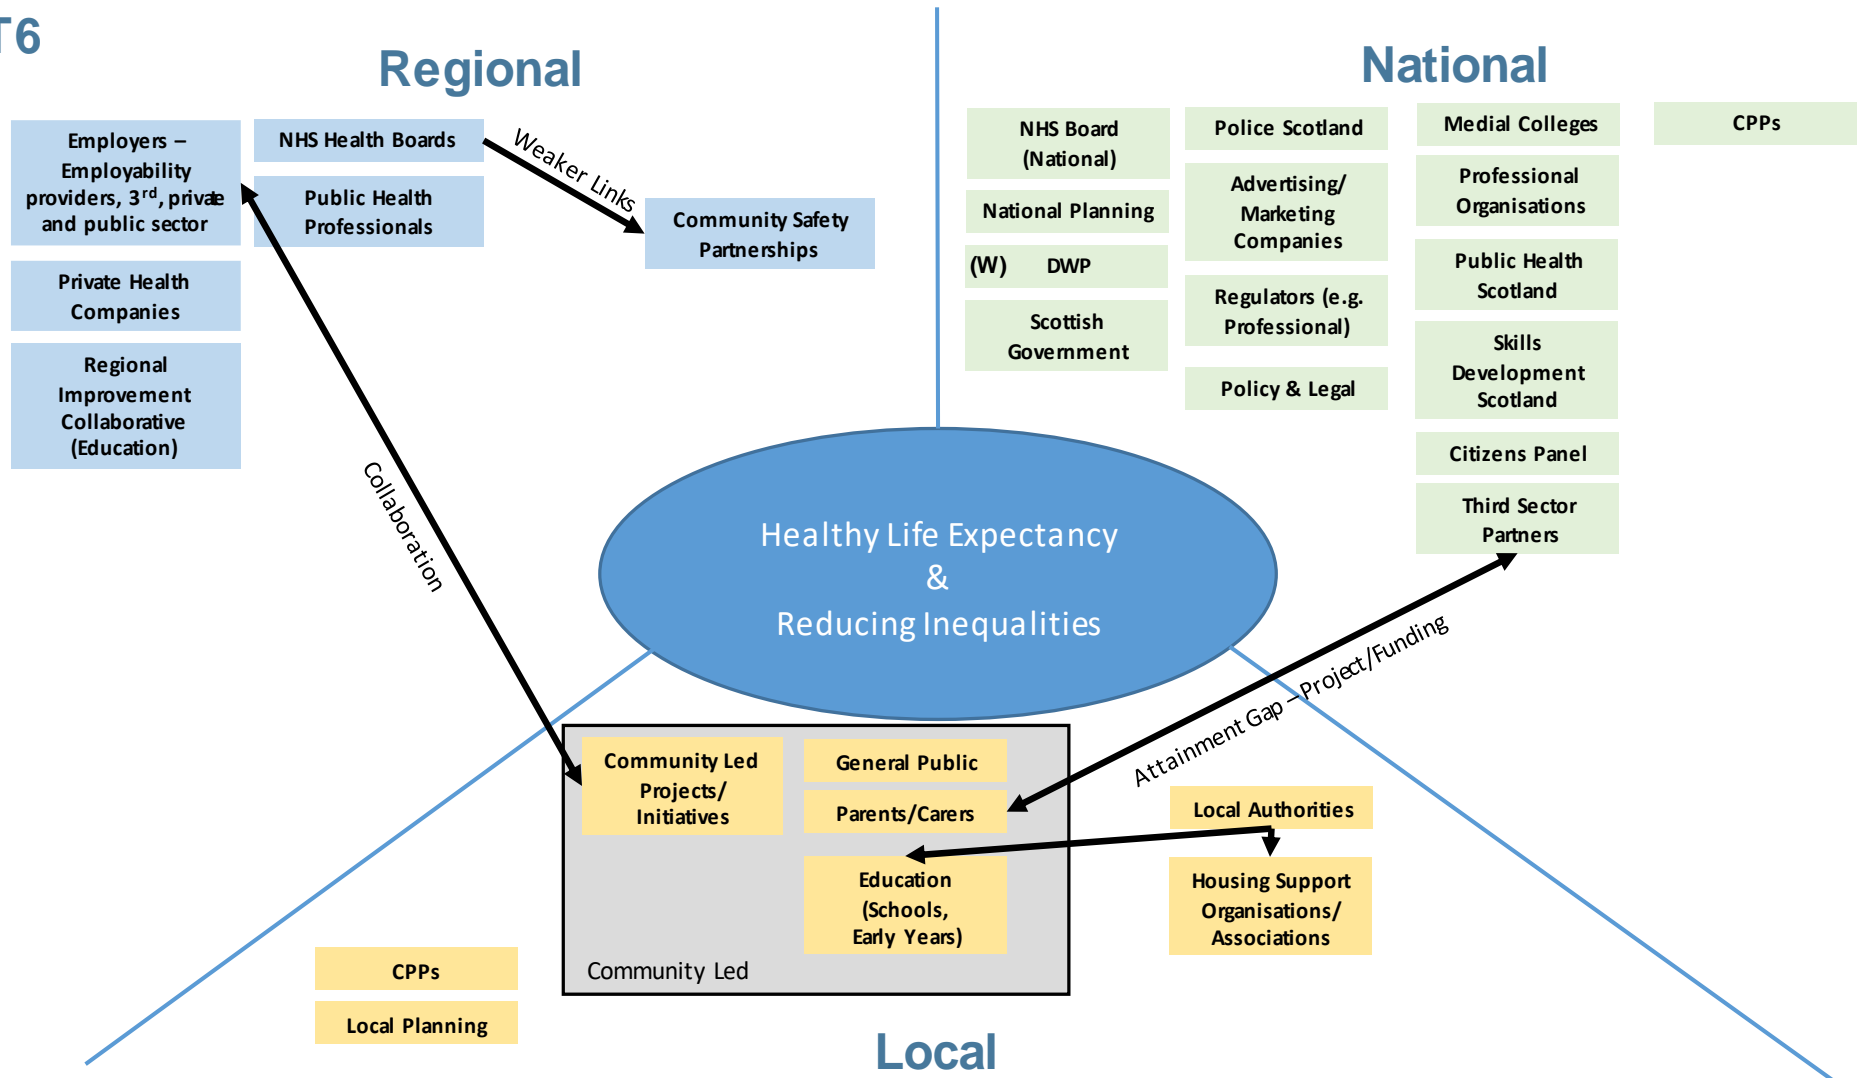 T6
Regional
National
Employers –
Employability
providers, 3rd, private
and public sector
NHS Health Boards
Public Health
Professionals
Weaker Links
Community Safety
Partnerships
Private Health
Companies
Regional
Improvement
Collaborative
(Education)
Collaboration
NHS Board
(National)
National Planning
(W) DWP
Scottish
Government
Police Scotland
Advertising/
Marketing
Companies
Regulators (e.g.
Professional)
Policy & Legal
Medial Colleges
Professional
Organisations
Public Health
Scotland
Skills
Development
Scotland
Citizens Panel
Third Sector
Partners
CPPs
Healthy Life Expectancy
&
Reducing Inequalities
Attainment Gap – Project/Funding
Community Led
Projects/
Initiatives
General Public
Parents/Carers
Education
(Schools,
Early Years)
Community Led
Local Authorities
Housing Support
Organisations/
Associations
CPPs
Local Planning
Local